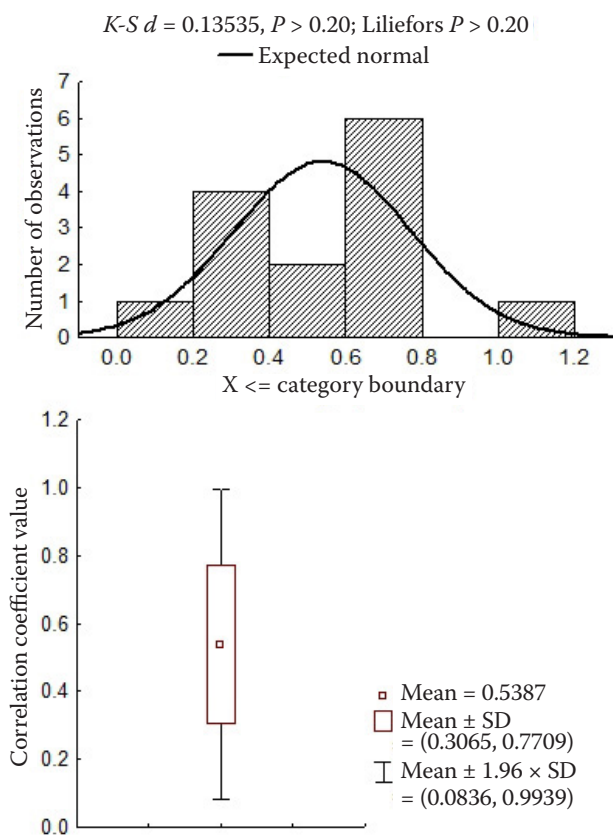 K-S d = 0.13535, P > 0.20; Liliefors P > 0.20
Expected normal
Number of observations
7
6
5
4
3
2
1
0
0.0 0.2 0.4 0.6 0.8 1.0 1.2
X <= category boundary
Correlation coefficient value
1.2
1.0
0.8
0.6
0.4
0.2
0.0
Mean = 0.5387
Mean ± SD
= (0.3065, 0.7709)
Mean ± 1.96 × SD
= (0.0836, 0.9939)